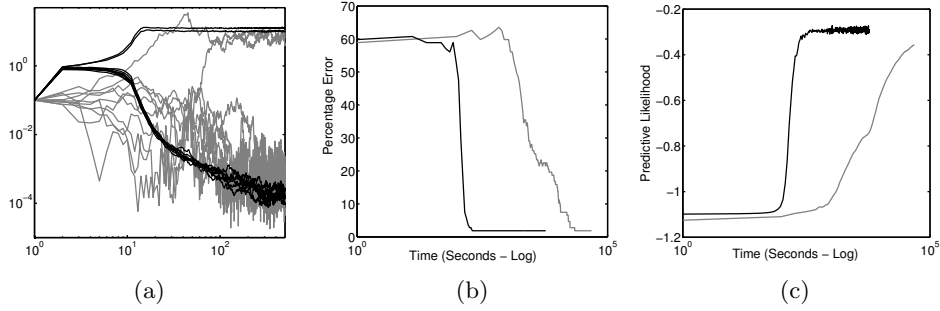 10^0
10^-2
10^-4
10^0 10^1 10^2
(a)
Percentage Error
70
60
50
40
30
20
10
0
10^0 10^5
Time (Seconds − Log)
(b)
Predictive Likelihood
−0.2
−0.4
−0.6
−0.8
−1
−1.2
10^0 10^5
Time (Seconds − Log)
(c)